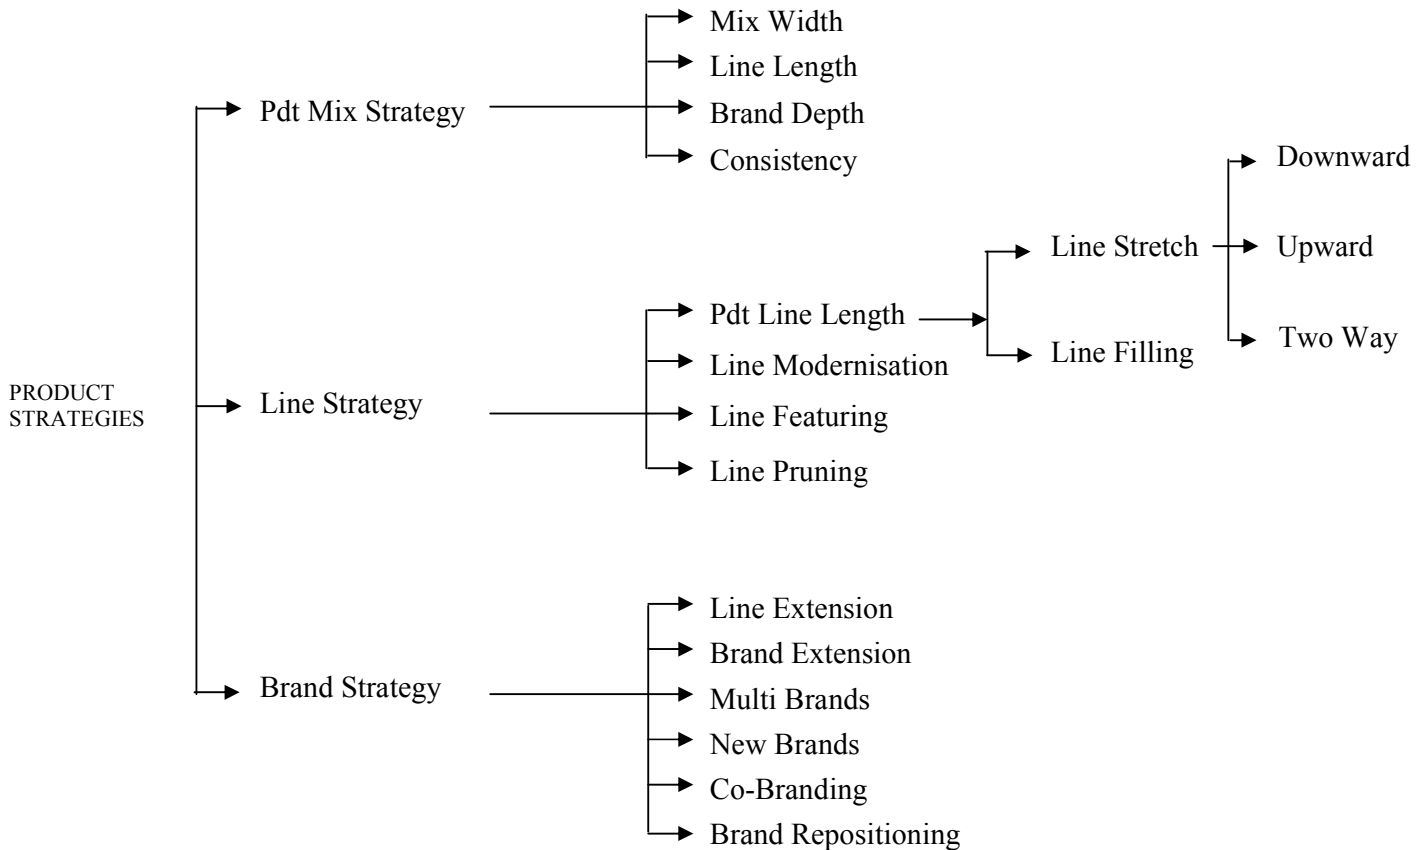 PRODUCT
STRATEGIES
Pdt Mix Strategy
Mix Width
Line Length
Brand Depth
Consistency
Line Strategy
Pdt Line Length
Line Modernisation
Line Featuring
Line Pruning
Line Stretch
Line Filling
Downward
Upward
Two Way
Brand Strategy
Line Extension
Brand Extension
Multi Brands
New Brands
Co-Branding
Brand Repositioning